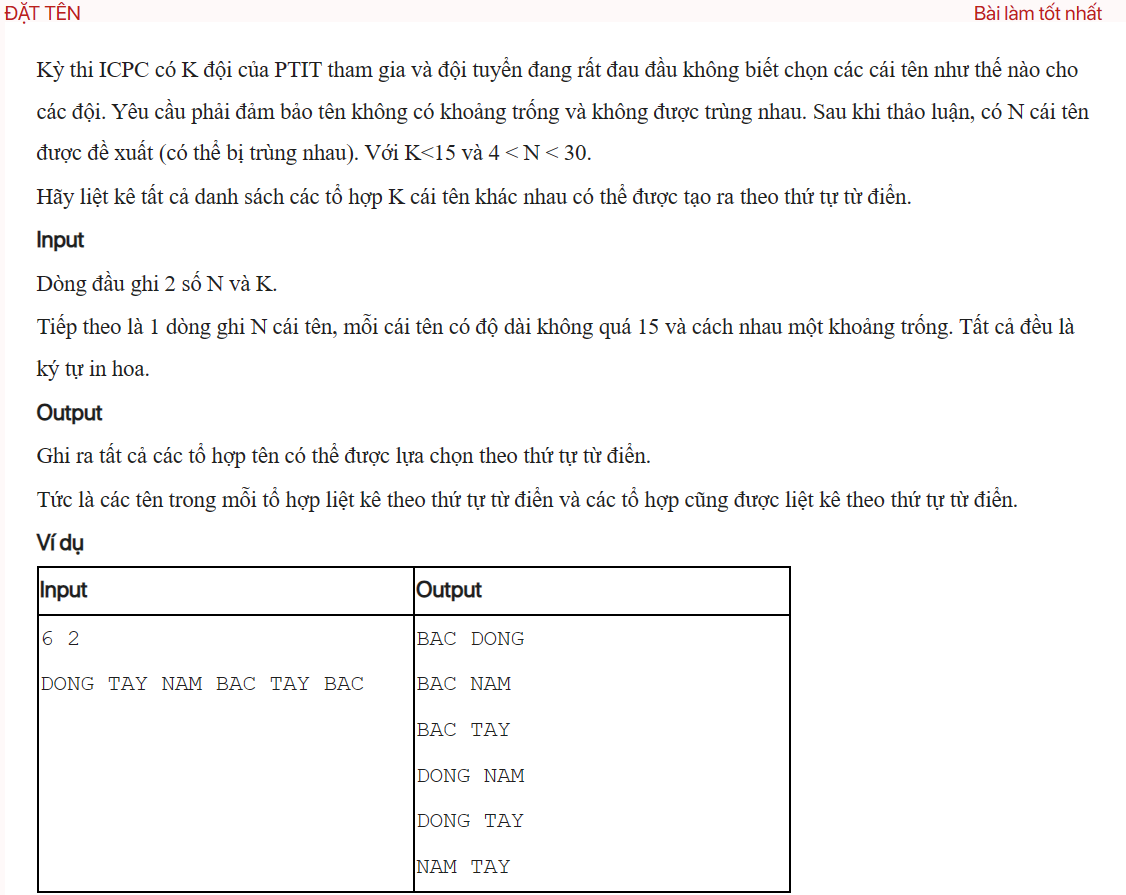 ĐẶT TÊN
Bài làm tốt nhất
Kỳ thi ICPC có K đội của PTIT tham gia và đội tuyển đang rất đau đầu không biết chọn các cái tên như thế nào cho
các đội. Yêu cầu phải đảm bảo tên không có khoảng trống và không được trùng nhau. Sau khi thảo luận, có N cái tên
được đề xuất (có thể bị trùng nhau). Với K<15 và 4 < N < 30.
Hãy liệt kê tất cả danh sách các tổ hợp K cái tên khác nhau có thể được tạo ra theo thứ tự từ điển.
Input
Dòng đầu ghi 2 số N và K.
Tiếp theo là 1 dòng ghi N cái tên, mỗi cái tên có độ dài không quá 15 và cách nhau một khoảng trống. Tất cả đều là
ký tự in hoa.
Output
Ghi ra tất cả các tổ hợp tên có thể được lựa chọn theo thứ tự từ điển.
Tức là các tên trong mỗi tổ hợp liệt kê theo thứ tự từ điển và các tổ hợp cũng được liệt kê theo thứ tự từ điển.
Ví dụ
Input
Output
6 2
DONG TAY NAM BAC TAY BAC
BAC DONG
BAC NAM
BAC TAY
DONG NAM
DONG TAY
NAM TAY